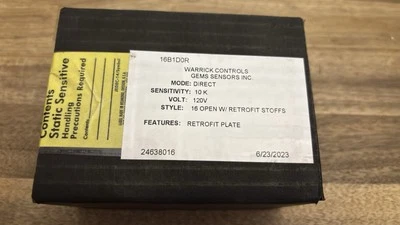 16B1D0R
WARRICK CONTROLS
GEMS SENSORS INC.
MODE: DIRECT
SENSITIVITY: 10 K
VOLT: 120V
STYLE: 16 OPEN W/ RETROFIT STOFFS
FEATURES: RETROFIT PLATE
24638016
6/23/2023
Contents
Static Sensitive
Handling
Precautions Required